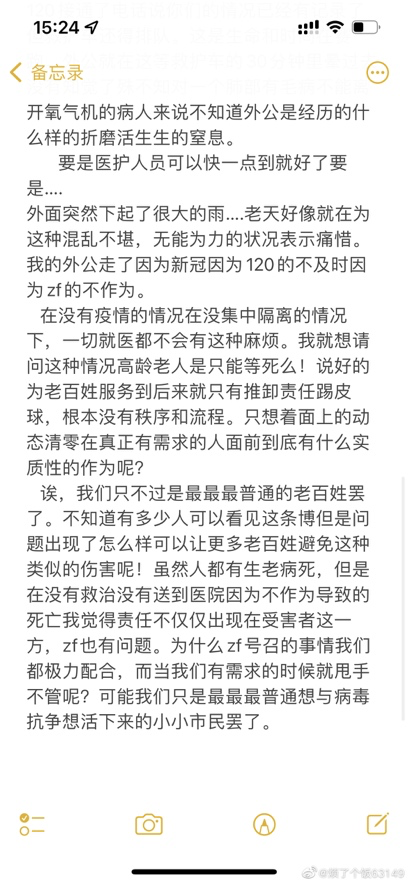 15:24
备忘录
开氧气机的病人来说不知道外公是经历的什
么样的折磨活生生的窒息。
要是医护人员可以快一点到就好了要
是....
外面突然下起了很大的雨....老天好像就在为
这种混乱不堪，无能为力的状况表示痛惜。
我的外公走了因为新冠因为120的不及时因
为zf的不作为。
在没有疫情的情况在没集中隔离的情况
下，一切就医都不会有这种麻烦。我就想请
问这种情况高龄老人是只能等死么！说好的
为老百姓服务到后来就只有推卸责任踢皮
球，根本没有秩序和流程。只想着面上的动
态清零在真正有需求的人面前到底有什么实
质性的作为呢？
诶，我们只不过是最最最普通的老百姓罢
了。不知道有多少人可以看见这条博但是问
题出现了怎么样可以让更多老百姓避免这种
类似的伤害呢！虽然人都有生老病死，但是
在没有救治没有送到医院因为不作为导致的
死亡我觉得责任不仅仅出现在受害者这一
方，zf也有问题。为什么zf号召的事情我们
都极力配合，而当我们有需求的时候就甩手
不管呢？可能我们只是最最最普通想与病毒
抗争想活下来的小小市民罢了。